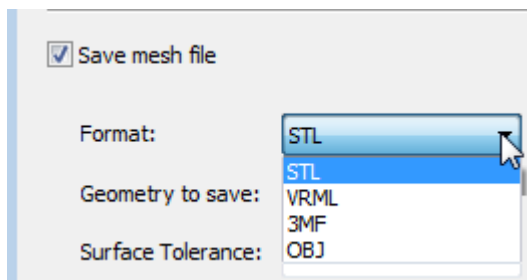 Save mesh file
Format: STL
STL
Geometry to save: VRML
3MF
Surface Tolerance: OBJ